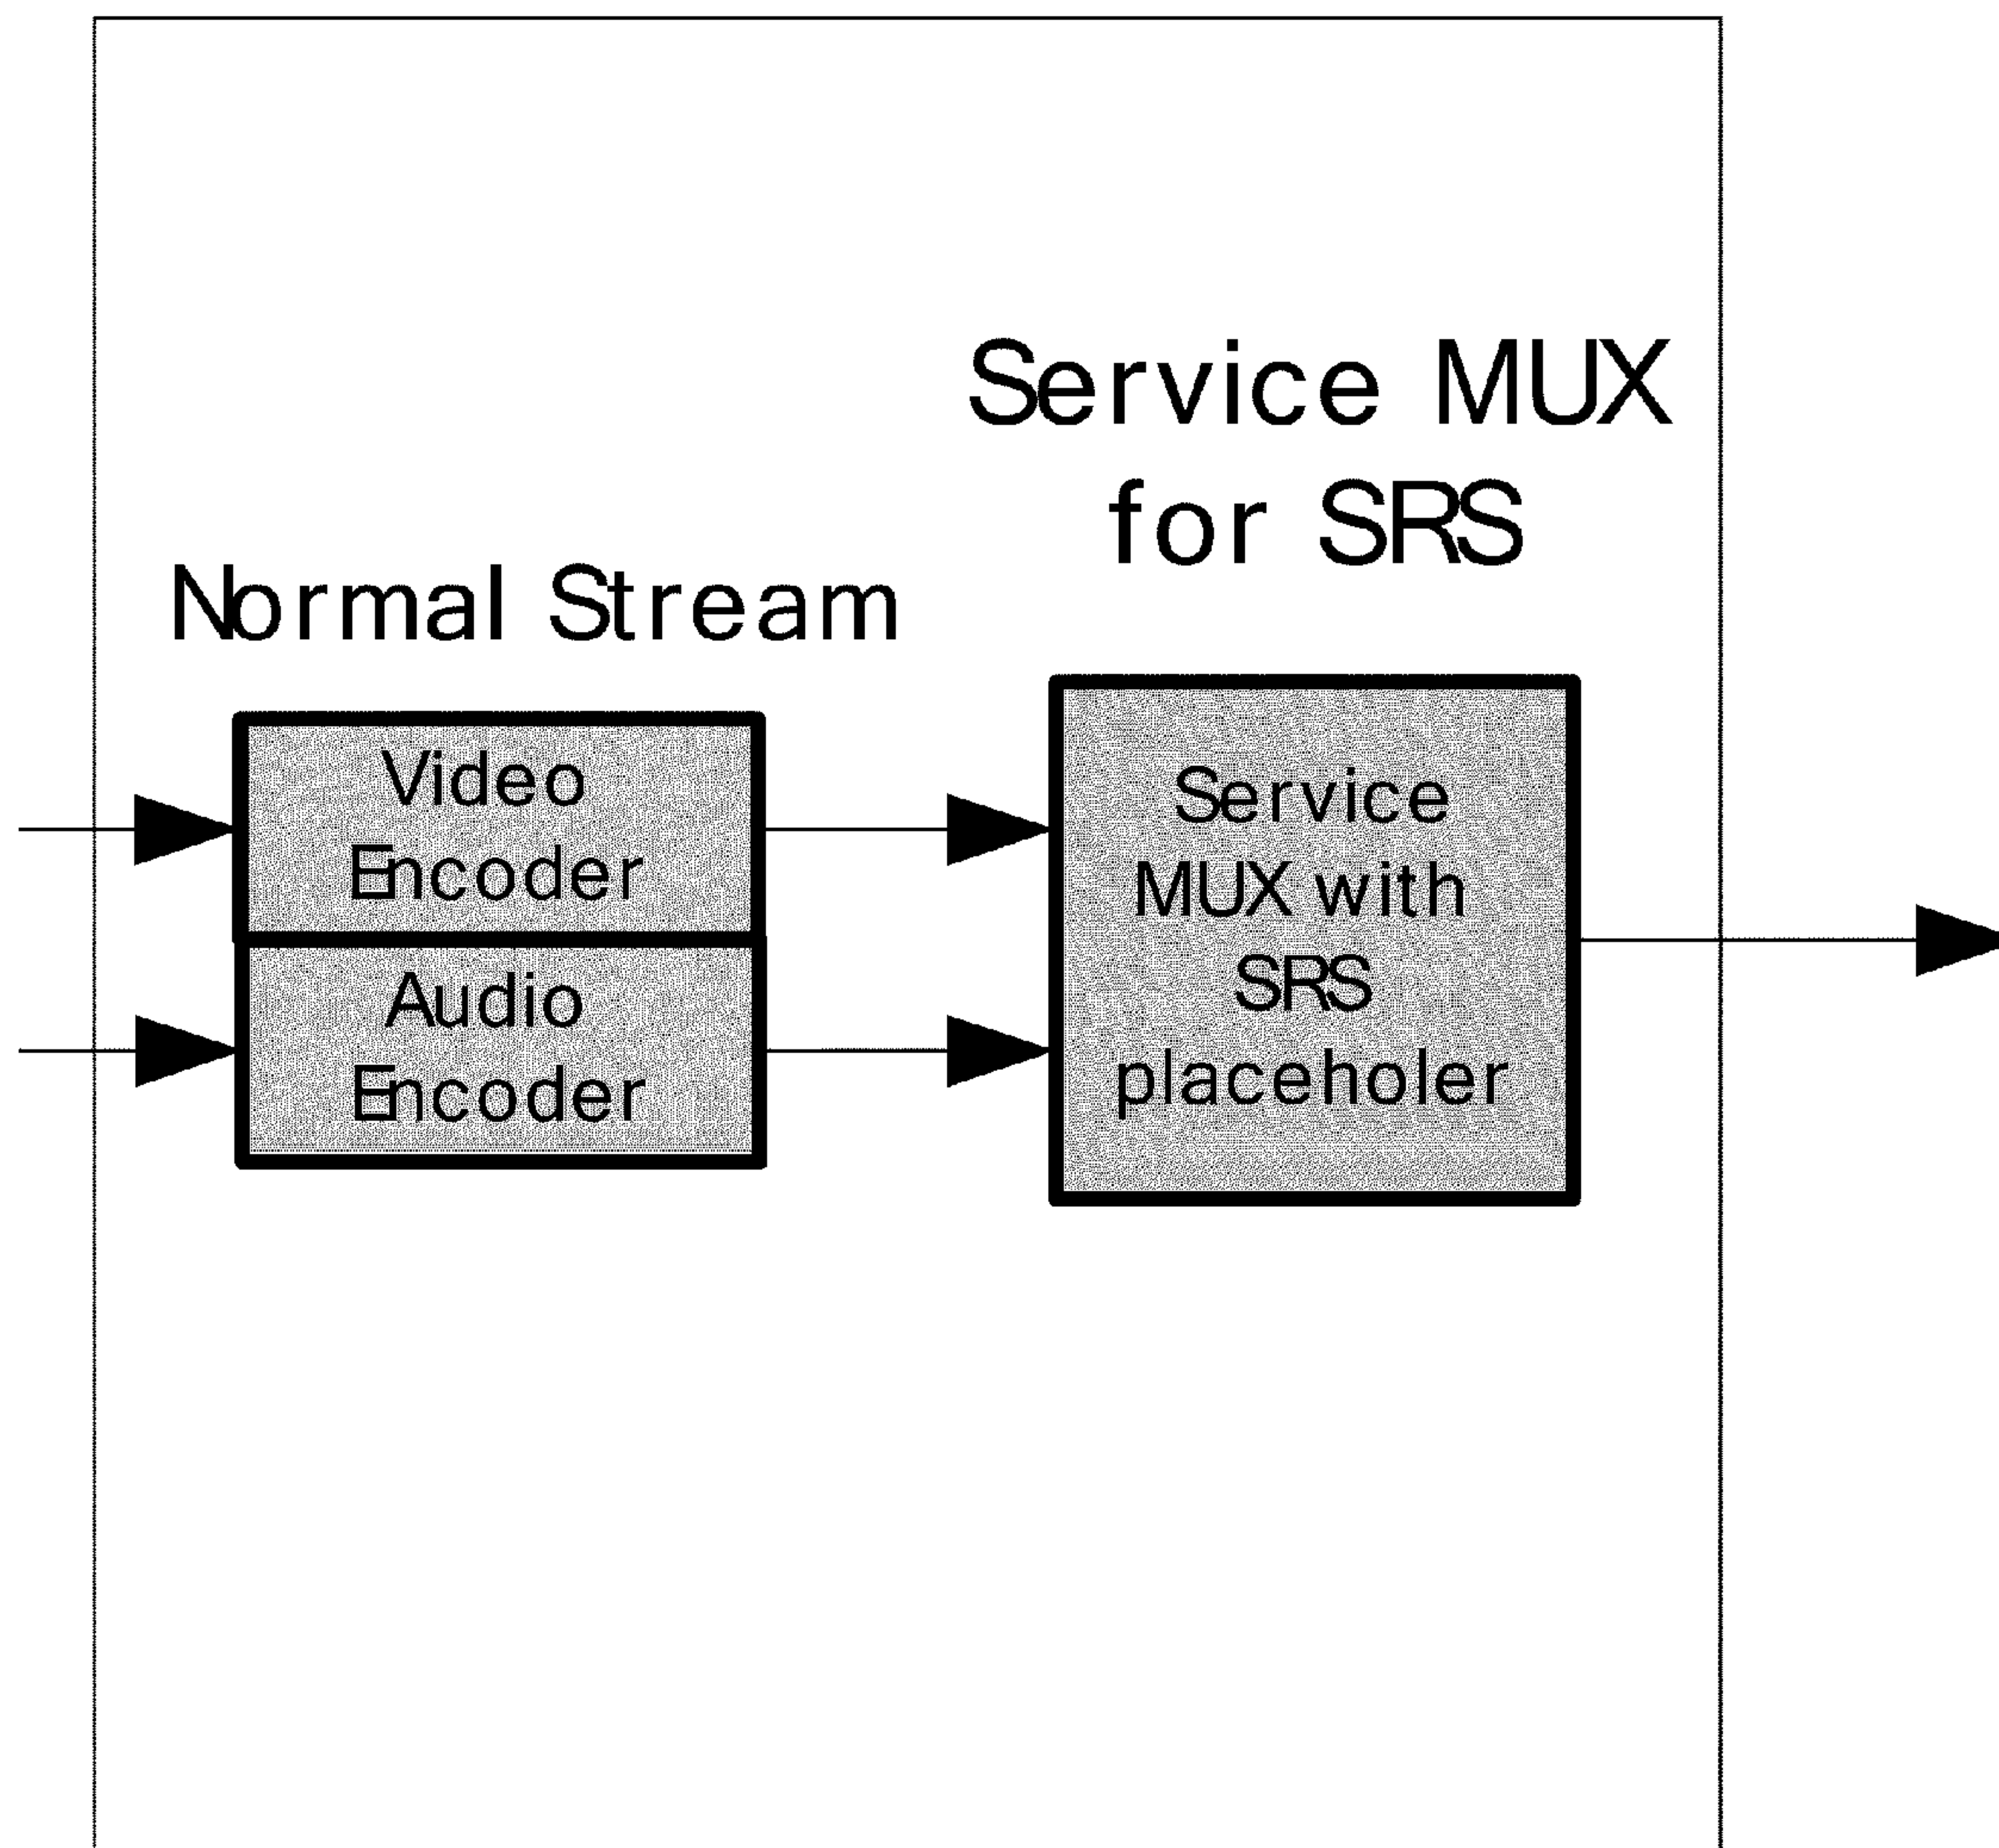 Service MUX
for SRS
Normal Stream
Video
Encoder
Audio
Encoder
Service
MUX with
SRS
placeholer